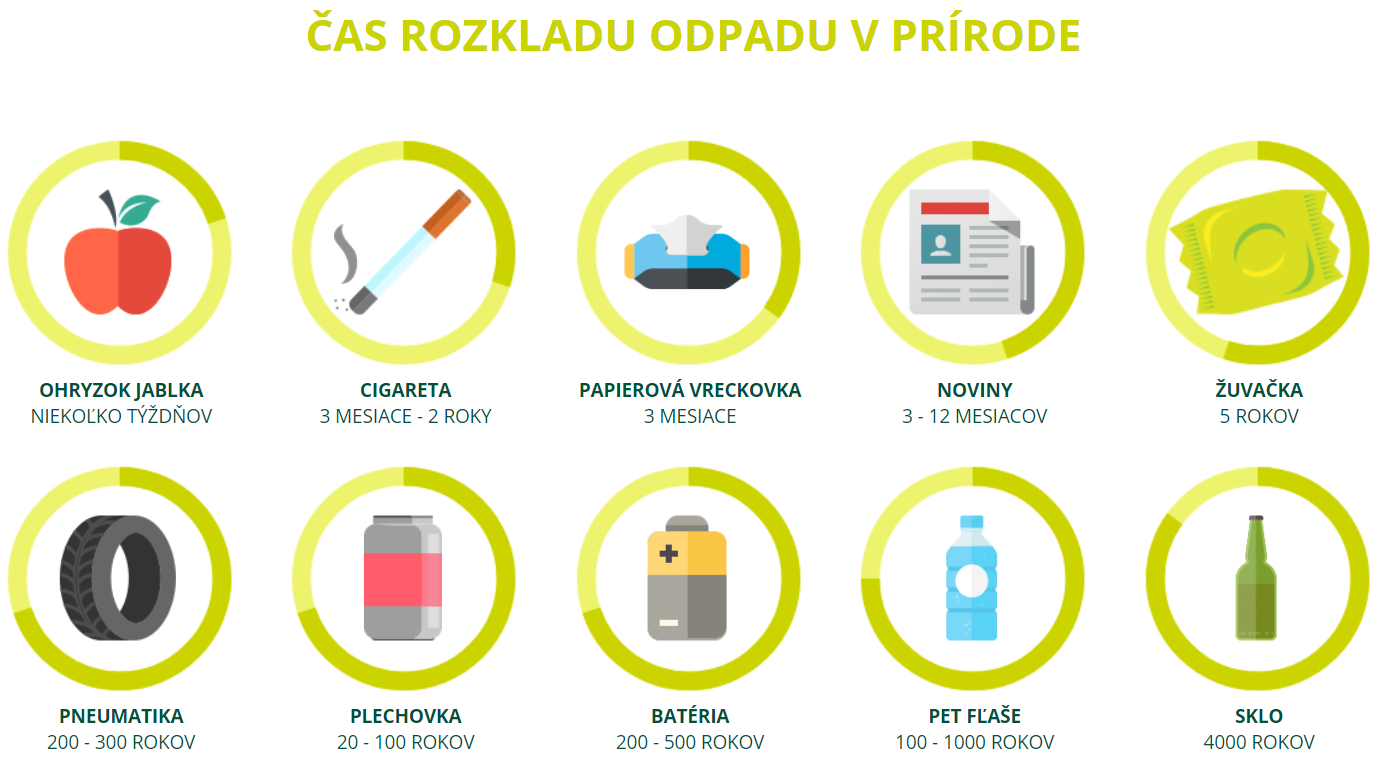 ČAS ROZKLADU ODPADU V PRÍRODE
OHRYZOK JABLKA
NIEKOĽKO TÝŽDŇOV
CIGARETA
3 MESIACE - 2 ROKY
PAPIEROVÁ VRECKOVKA
3 MESIACE
NOVINY
3 - 12 MESIACOV
ŽUVAČKA
5 ROKOV
PNEUMATIKA
200 - 300 ROKOV
PLECHOVKA
20 - 100 ROKOV
BATÉRIA
200 - 500 ROKOV
PET FĽAŠE
100 - 1000 ROKOV
SKLO
4000 ROKOV